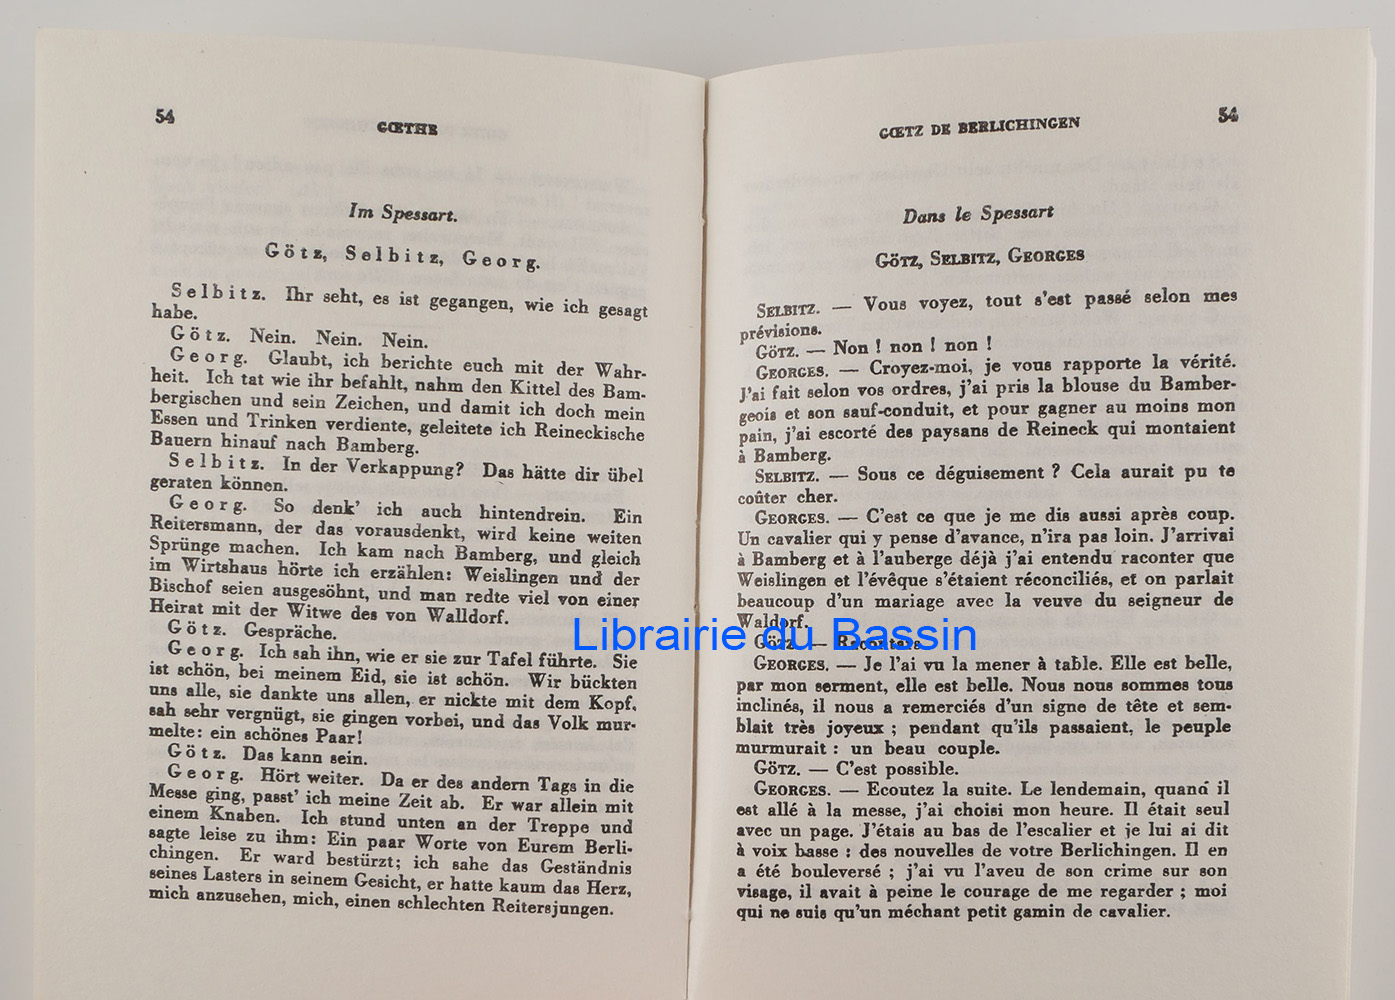 54
GŒTHE
Im Spessart.
Götz, Selbitz, Georg.
Selbitz. Ihr seht, es ist gegangen, wie ich gesagt
habe.
Götz. Nein. Nein. Nein.
Georg. Glaubt, ich berichte euch mit der Wahr-
heit. Ich tat wie ihr befahlt, nahm den Kittel des Bam-
bergischen und sein Zeichen, und damit ich doch mein
Essen und Trinken verdiente, geleitete ich Reineckische
Bauern hinauf nach Bamberg.
Selbitz. In der Verkappung? Das hätte dir übel
geraten können.
Georg. So denk' ich auch hintendrein. Ein
Reitersmann, der das vorausdenkt, wird keine weiten
Sprünge machen. Ich kam nach Bamberg, und gleich
im Wirtshaus hörte ich erzählen: Weislingen und der
Bischof seien ausgesöhnt, und man redte viel von einer
Heirat mit der Witwe des von Walldorf.
Götz. Gespräche.
Georg. Ich sah ihn, wie er sie zur Tafel führte. Sie
ist schön, bei meinem Eid, sie ist schön. Wir bückten
uns alle, sie dankte uns allen, er nickte mit dem Kopf,
sah sehr vergnügt, sie gingen vorbei, und das Volk mur-
melte: ein schönes Paar!
Götz. Das kann sein.
Georg. Hört weiter. Da er des andern Tags in die
Messe ging, passt' ich meine Zeit ab. Er war allein mit
einem Knaben. Ich stund unten an der Treppe und
sagte leise zu ihm: Ein paar Worte von Eurem Berli-
chingen. Er ward bestürzt; ich sahe das Geständnis
seines Lasters in seinem Gesicht, er hatte kaum das Herz,
mich anzusehen, mich, einen schlechten Reitersjungen.
GŒTZ DE BERLICHINGEN
54
Dans le Spessart
GÖTZ, SELBITZ, GEORGES
SELBITZ. — Vous voyez, tout s'est passé selon mes
prévisions.
GÖTZ. — Non ! non ! non !
GEORGES. — Croyez-moi, je vous rapporte la vérité.
J'ai fait selon vos ordres, j'ai pris la blouse du Bamber-
geois et son sauf-conduit, et pour gagner au moins mon
pain, j'ai escorté des paysans de Reineck qui montaient
à Bamberg.
SELBITZ. — Sous ce déguisement ? Cela aurait pu te
coûter cher.
GEORGES. — C'est ce que je me dis aussi après coup.
Un cavalier qui y pense d'avance, n'ira pas loin. J'arrivai
à Bamberg et à l'auberge déjà j'ai entendu raconter que
Weislingen et l'évêque s'étaient réconciliés, et on parlait
beaucoup d'un mariage avec la veuve du seigneur de
Waldorf.
GÖTZ. — Racontars.
GEORGES. — Je l'ai vu la mener à table. Elle est belle,
par mon serment, elle est belle. Nous nous sommes tous
inclinés, il nous a remerciés d'un signe de tête et sem-
blait très joyeux ; pendant qu'ils passaient, le peuple
murmurait : un beau couple.
GÖTZ. — C'est possible.
GEORGES. — Ecoutez la suite. Le lendemain, quand il
est allé à la messe, j'ai choisi mon heure. Il était seul
avec un page. J'étais au bas de l'escalier et je lui ai dit
à voix basse : des nouvelles de votre Berlichingen. Il en
a été bouleversé ; j'ai vu l'aveu de son crime sur son
visage, il avait à peine le courage de me regarder ; moi
qui ne suis qu'un méchant petit gamin de cavalier.
Librairie du Bassin